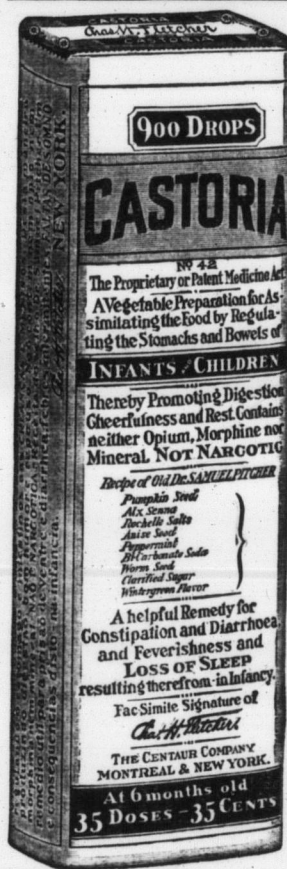 CASTORIA
Chas. H. Fletcher
CASTORIA
900 DROPS
CASTORIA
No 42
The Proprietary or Patent Medicine Act
A Vegetable Preparation for As-
similating the Food by Regula-
ting the Stomachs and Bowels of
INFANTS and CHILDREN
Thereby Promoting Digestion
Cheerfulness and Rest. Contains
neither Opium, Morphine nor
Mineral. NOT NARCOTIC
Recipe of Old Dr. SAMUEL PITCHER
Pumpkin Seed
Alx Senna
Rochelle Salts
Anise Seed
Peppermint
Bi-Carbonate Soda
Worm Seed
Clarified Sugar
Wintergreen Flavor
A helpful Remedy for
Constipation and Diarrhoea,
and Feverishness and
LOSS OF SLEEP
resulting therefrom in Infancy.
Fac Simile Signature of
Chas. H. Fletcher.
THE CENTAUR COMPANY
MONTREAL & NEW YORK.
At 6 months old
35 DOSES - 35 CENTS
NEW YORK.